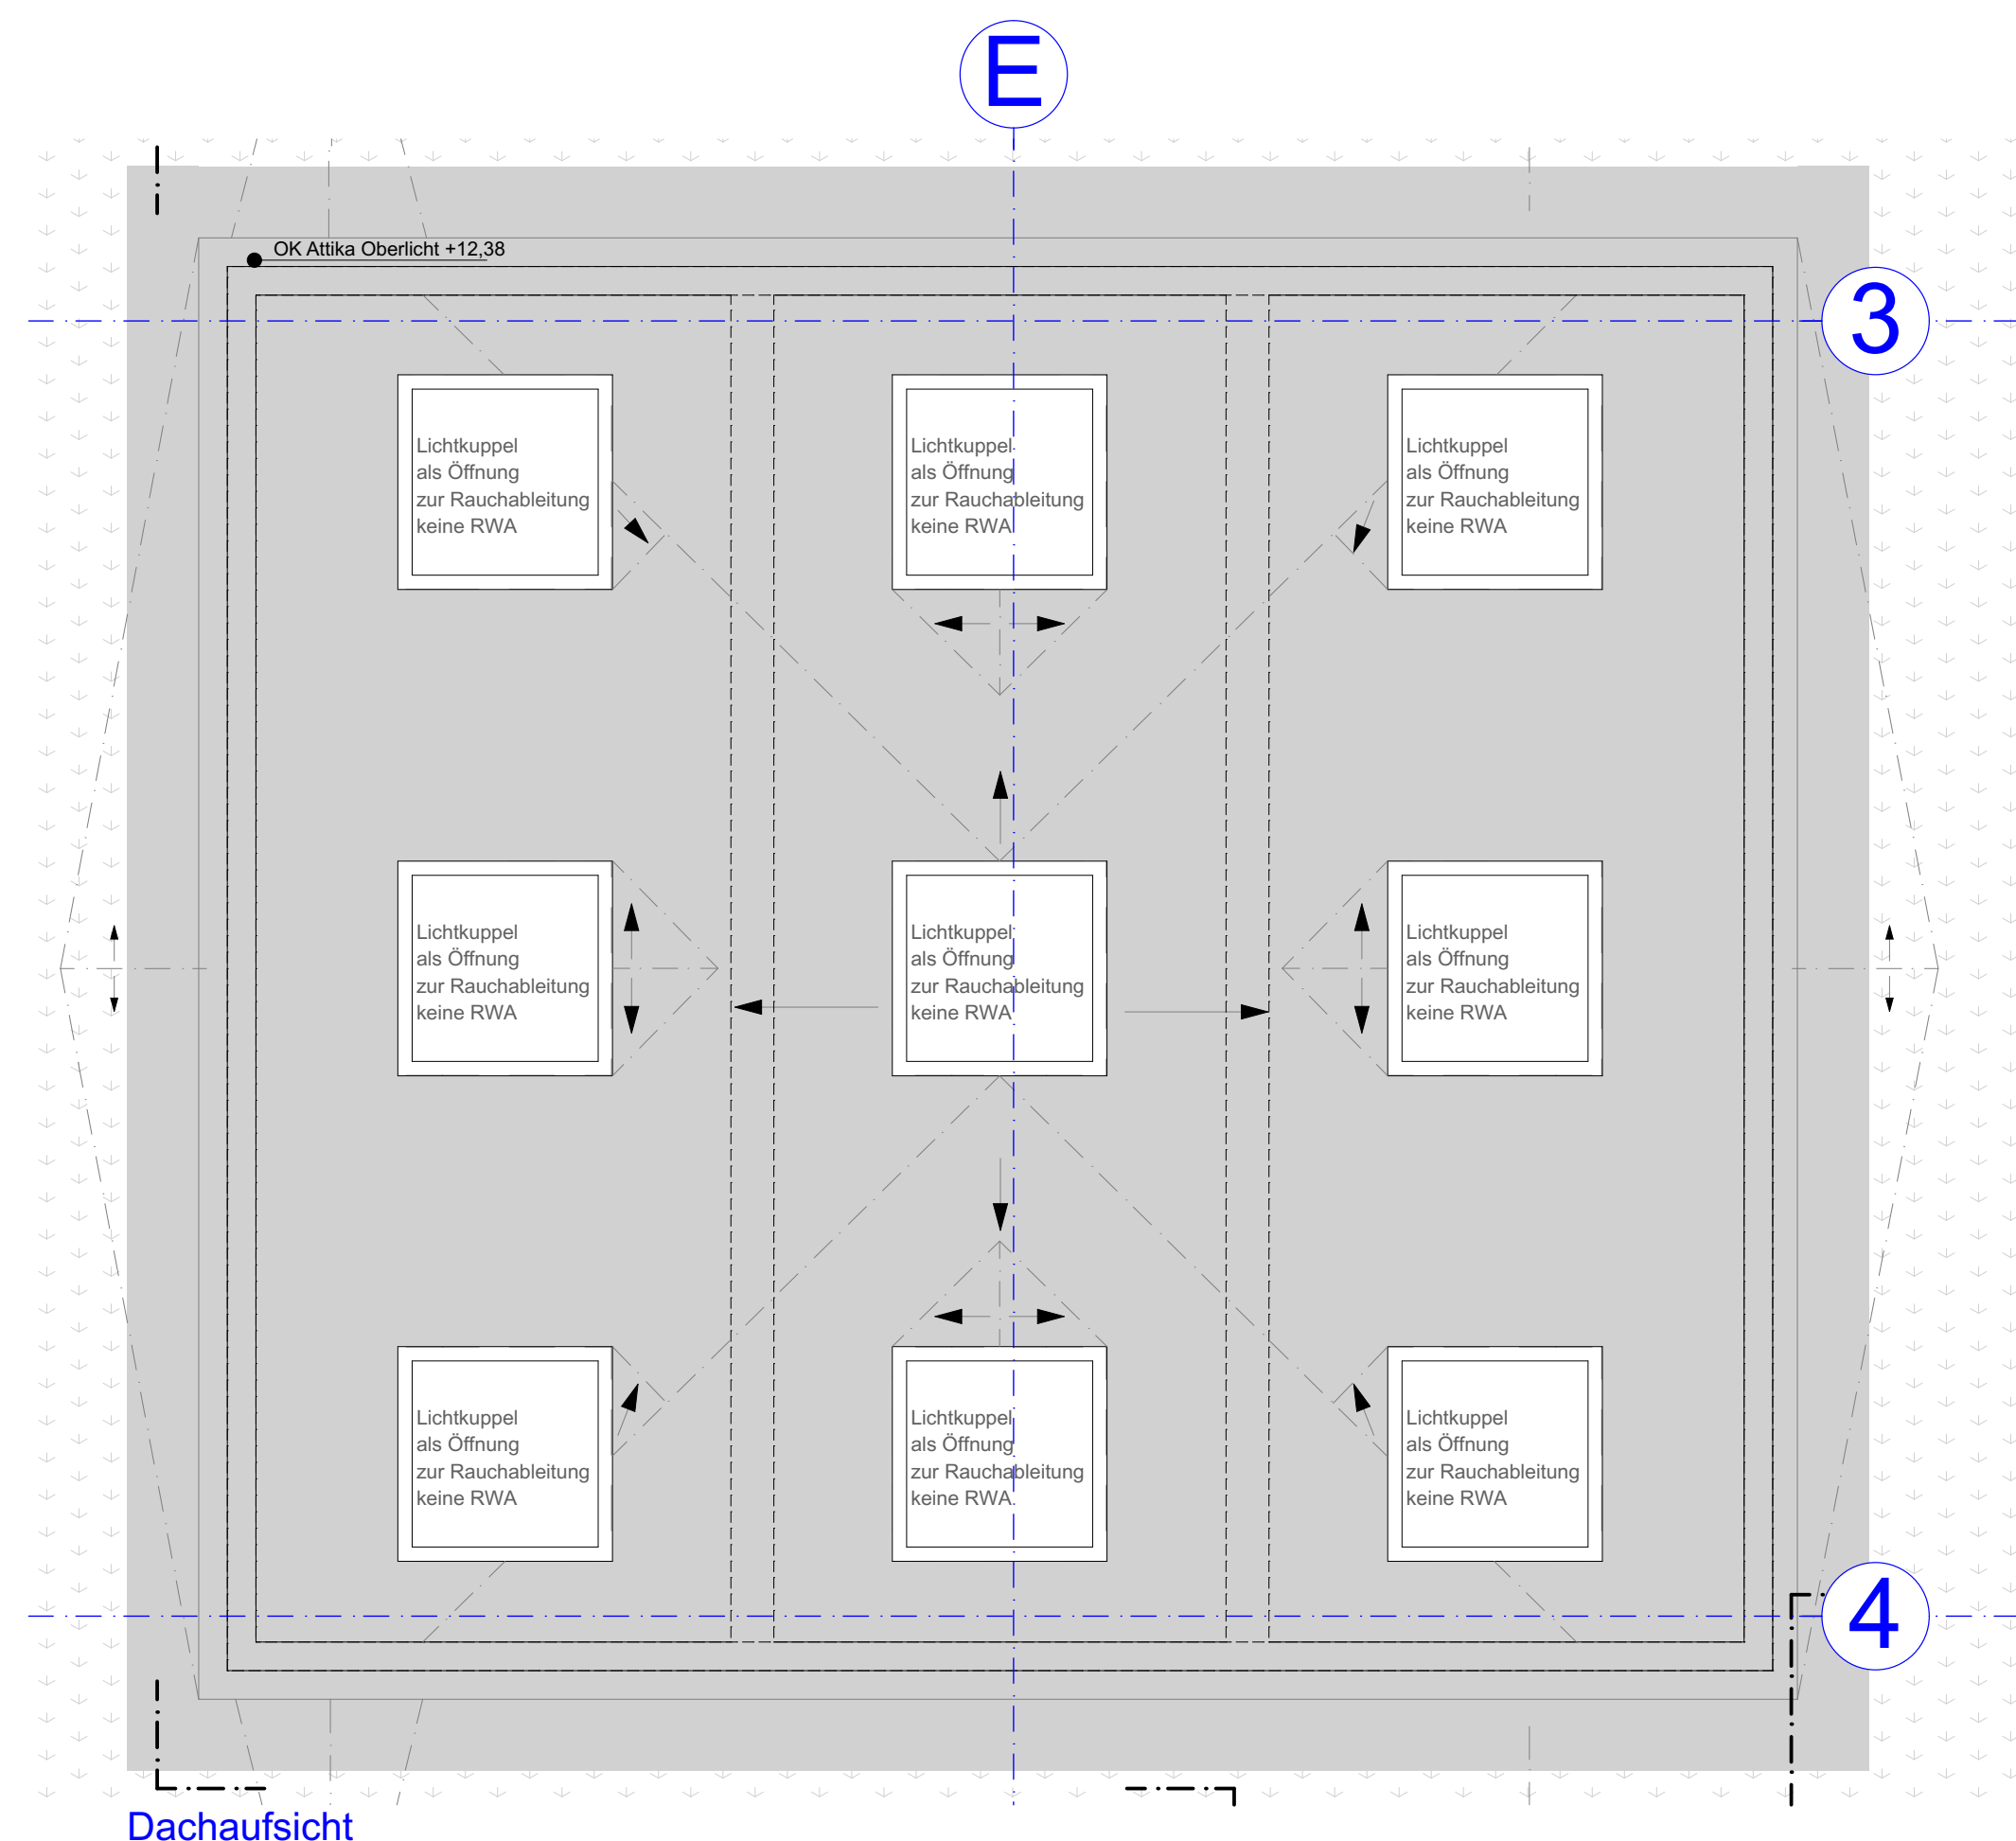 E
OK Attika Oberlicht +12,38
3
Lichtkuppel
als Öffnung
zur Rauchableitung
keine RWA
Lichtkuppel
als Öffnung
zur Rauchableitung
keine RWA
Lichtkuppel
als Öffnung
zur Rauchableitung
keine RWA
Lichtkuppel
als Öffnung
zur Rauchableitung
keine RWA
Lichtkuppel
als Öffnung
zur Rauchableitung
keine RWA
Lichtkuppel
als Öffnung
zur Rauchableitung
keine RWA
Lichtkuppel
als Öffnung
zur Rauchableitung
keine RWA
Lichtkuppel
als Öffnung
zur Rauchableitung
keine RWA
Lichtkuppel
als Öffnung
zur Rauchableitung
keine RWA
4
Dachaufsicht